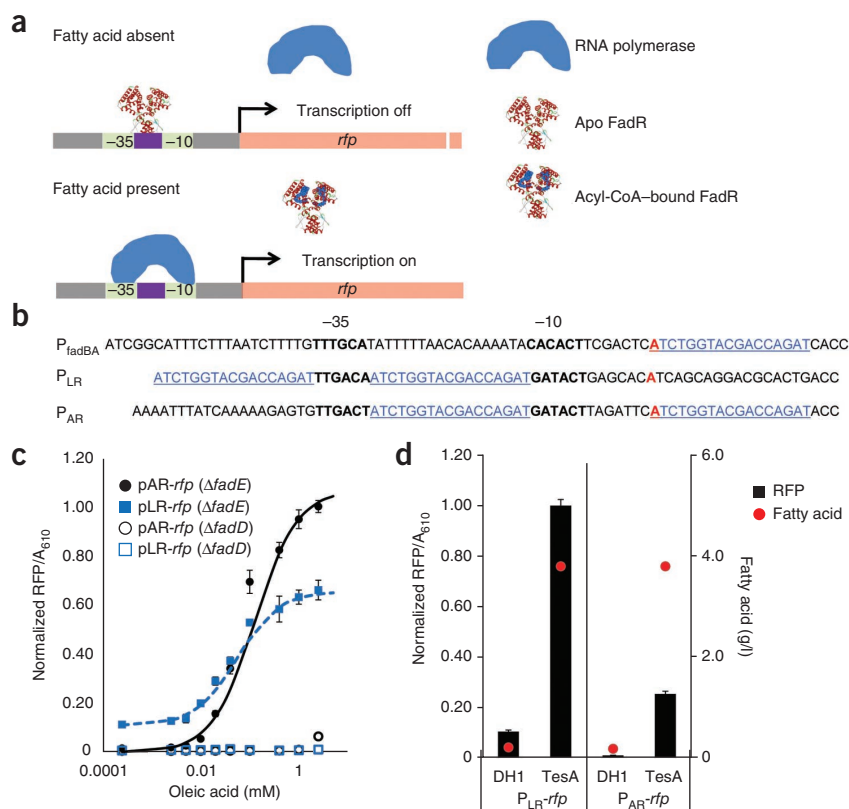 a
Fatty acid absent
RNA polymerase
Transcription off
Apo FadR
–35 –10 rfp
Fatty acid present
Acyl-CoA–bound FadR
Transcription on
–35 –10 rfp
b
–35 –10
PfadBA ATCGGCATTTCTTTAATCTTTTGTTTGCATATTTTTAACACAAAATACACACTTCGACTCATCTGGTACGACCAGATCACC
PLR ATCTGGTACGACCAGATTTGACAATCTGGTACGACCAGATGATACTGAGCACATCAGCAGGACGCACTGACC
PAR AAAATTTATCAAAAAGAGTGTTGACTATCTGGTACGACCAGATGATACTTAGATTCATCTGGTACGACCAGATACC
c
Normalized RFP/A610
1.20
1.00
0.80
0.60
0.40
0.20
0
pAR-rfp (ΔfadE)
pLR-rfp (ΔfadE)
pAR-rfp (ΔfadD)
pLR-rfp (ΔfadD)
0.0001 0.01 1
Oleic acid (mM)
d
Normalized RFP/A610
1.20
1.00
0.80
0.60
0.40
0.20
0.00
6.0
4.0
2.0
0
Fatty acid (g/l)
RFP
Fatty acid
DH1 TesA DH1 TesA
PLR-rfp PAR-rfp